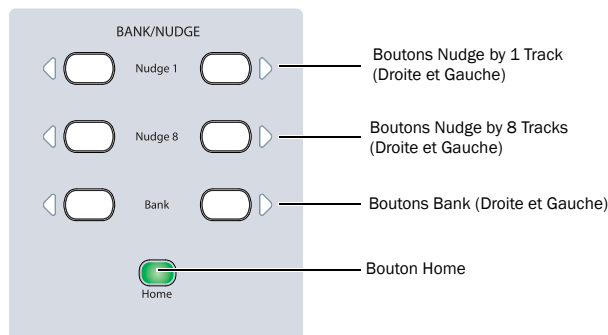 BANK/NUDGE
Nudge 1
Boutons Nudge by 1 Track
(Droite et Gauche)
Nudge 8
Boutons Nudge by 8 Tracks
(Droite et Gauche)
Bank
Boutons Bank (Droite et Gauche)
Bouton Home
Home